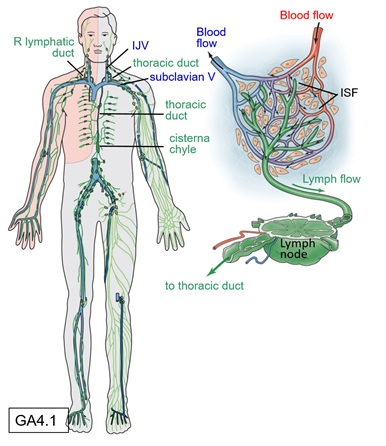 R lymphatic
duct
IJV
thoracic duct
subclavian V
thoracic
duct
cisterna
chyle
Blood
flow
Blood flow
ISF
Lymph flow
Lymph
node
to thoracic duct
GA4.1